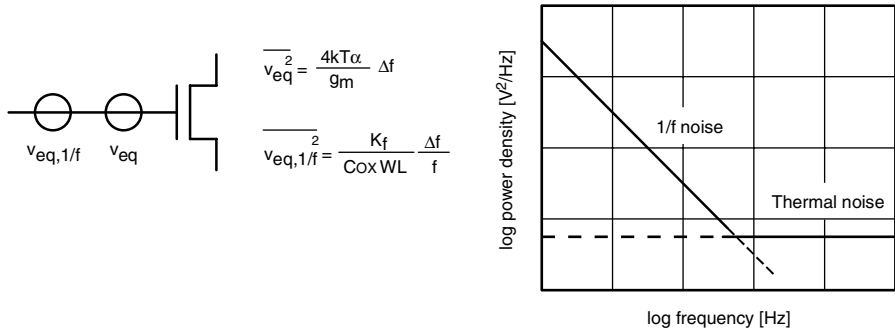 v_eq,1/f
v_eq
v_eq^2 = 4kTα / g_m Δf
v_eq,1/f^2 = K_f / COX WL Δf / f
log power density [V²/Hz]
1/f noise
Thermal noise
log frequency [Hz]